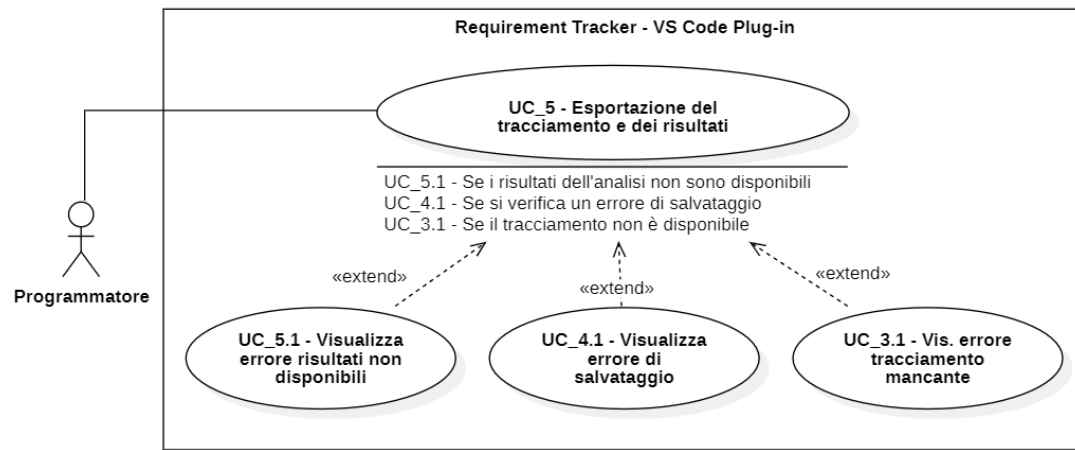 Requirement Tracker - VS Code Plug-in
UC_5 - Esportazione del
tracciamento e dei risultati
UC_5.1 - Se i risultati dell'analisi non sono disponibili
UC_4.1 - Se si verifica un errore di salvataggio
UC_3.1 - Se il tracciamento non è disponibile
Programmatore
«extend»
«extend»
«extend»
UC_5.1 - Visualizza
errore risultati non
disponibili
UC_4.1 - Visualizza
errore di
salvataggio
UC_3.1 - Vis. errore
tracciamento
mancante